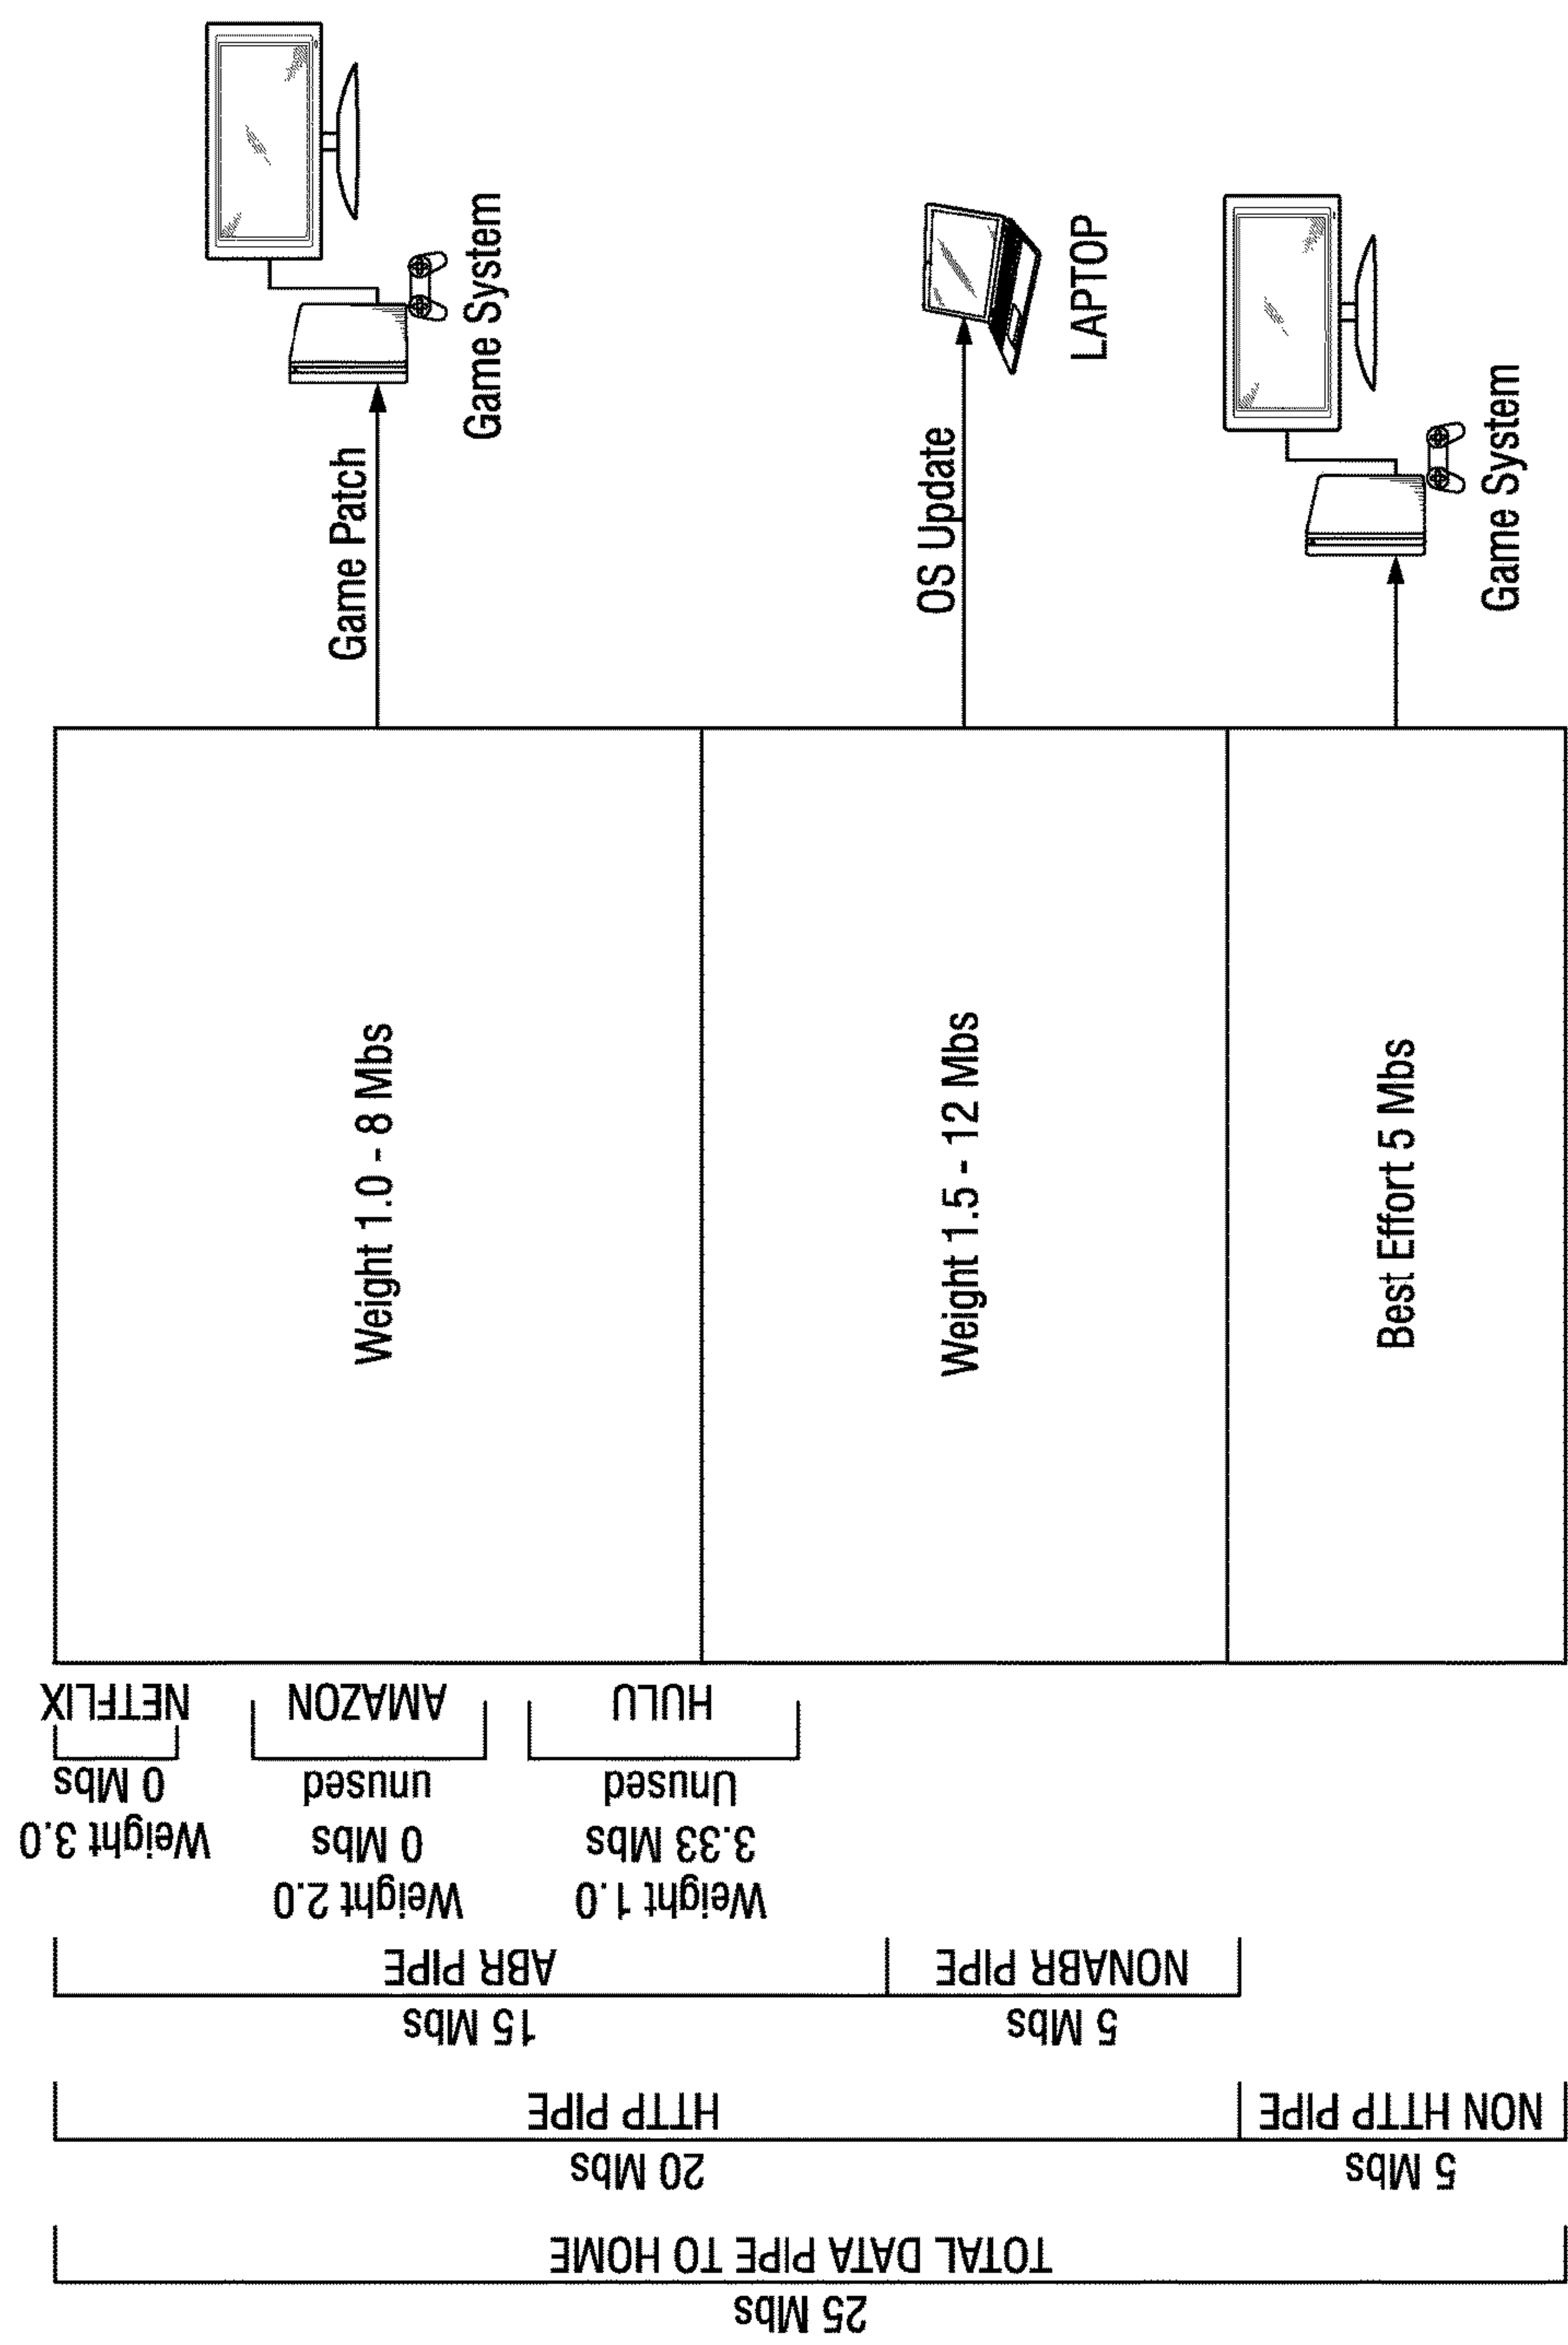 25 Mbs
TOTAL DATA PIPE TO HOME
20 Mbs
HTTP PIPE
5 Mbs
NON HTTP PIPE
15 Mbs
ABR PIPE
5 Mbs
NONABR PIPE
Weight 3.0
0 Mbs
NETFLIX
Weight 2.0
0 Mbs
unused
AMAZON
Weight 1.0
3.33 Mbs
Unused
HULU
Weight 1.0 - 8 Mbs
Game Patch
Game System
Weight 1.5 - 12 Mbs
OS Update
LAPTOP
Best Effort 5 Mbs
Game System